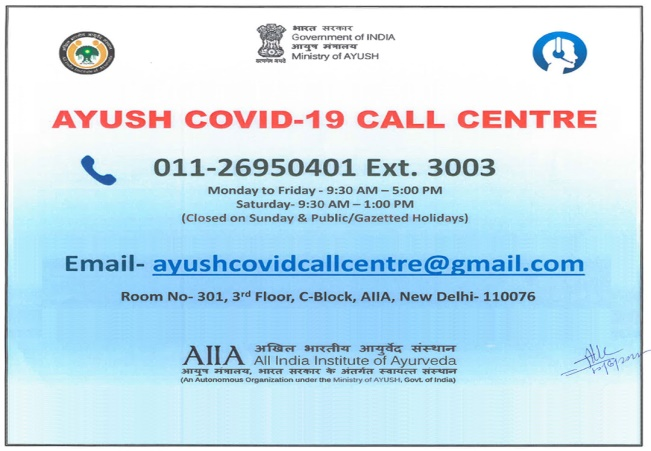 भारत सरकार
Government of INDIA
आयुष मंत्रालय
Ministry of AYUSH
सत्यमेव जयते
AYUSH COVID-19 CALL CENTRE
011-26950401 Ext. 3003
Monday to Friday - 9:30 AM – 5:00 PM
Saturday- 9:30 AM – 1:00 PM
(Closed on Sunday & Public/Gazetted Holidays)
Email- ayushcovidcallcentre@gmail.com
Room No- 301, 3rd Floor, C-Block, AIIA, New Delhi- 110076
AIIA अखिल भारतीय आयुर्वेद संस्थान
All India Institute of Ayurveda
आयुष मंत्रालय, भारत सरकार के अंतर्गत स्वायत्त संस्थान
(An Autonomous Organization under the Ministry of AYUSH, Govt. of India)